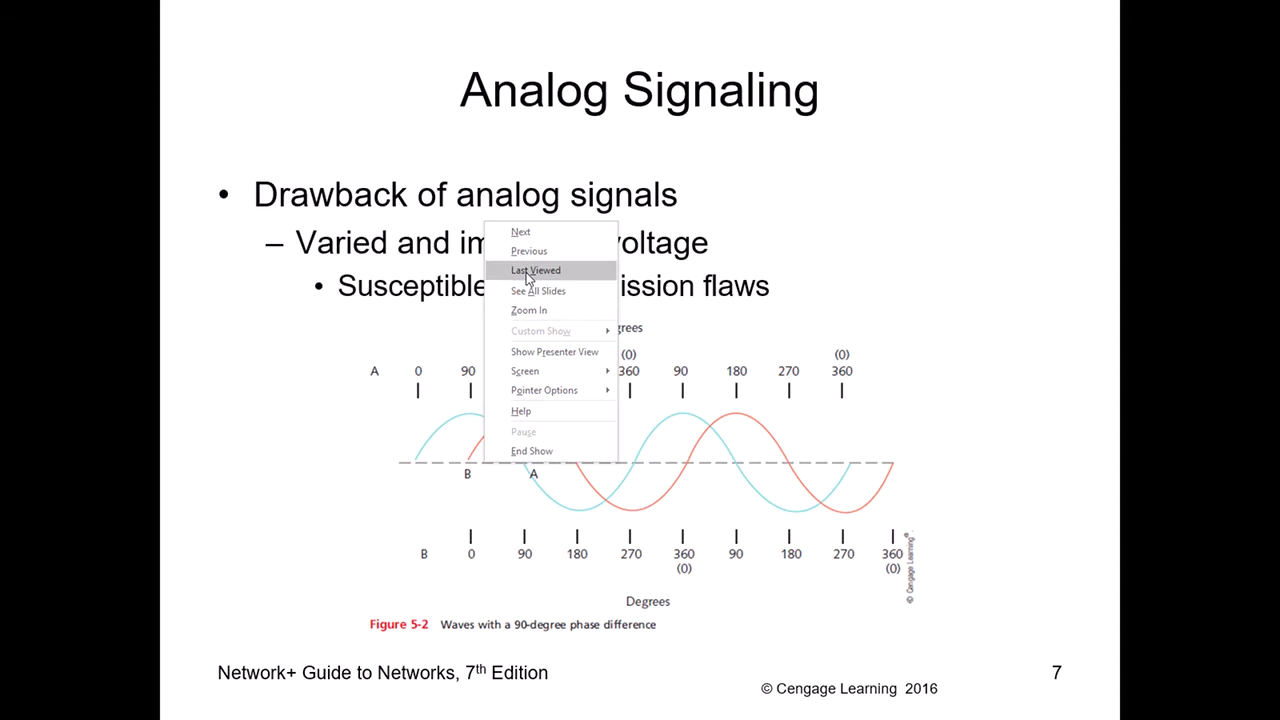 Analog Signaling
• Drawback of analog signals
– Varied and voltage
• Susceptible flaws
Next
Previous
Last Viewed
See All Slides
Zoom In
Custom Show
Show Presenter View
Screen
Pointer Options
Help
Pause
End Show
(0) (0)
A 0 90 360 90 180 270 360
B A
B 0 90 180 270 360 90 180 270 360
(0) (0)
Degrees
© Cengage Learning®.
Figure 5-2 Waves with a 90-degree phase difference
Network+ Guide to Networks, 7th Edition 7
© Cengage Learning 2016